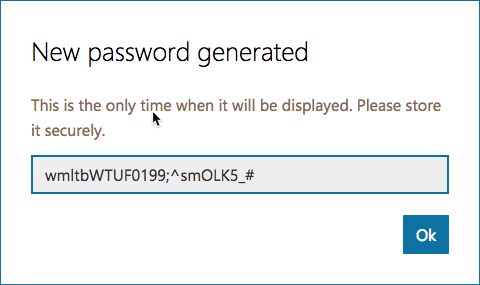 New password generated
This is the only time when it will be displayed. Please store
it securely.
wmltbWTUF0199;^smOLK5_#
Ok